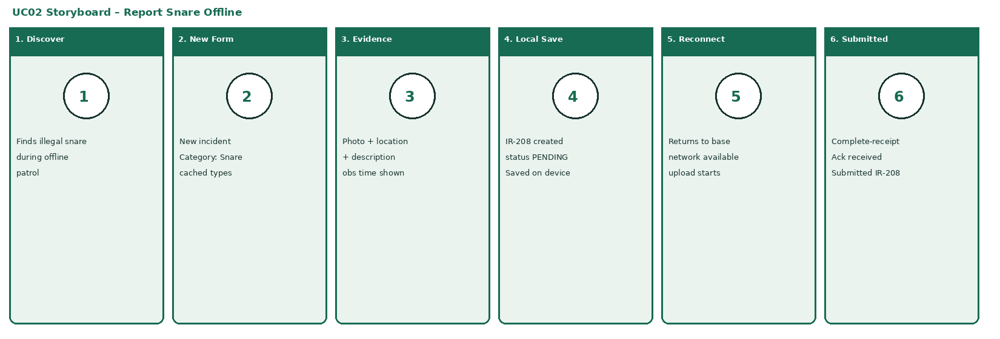 UC02 Storyboard – Report Snare Offline
1. Discover
1
Finds illegal snare
during offline
patrol
2. New Form
2
New incident
Category: Snare
cached types
3. Evidence
3
Photo + location
+ description
obs time shown
4. Local Save
4
IR-208 created
status PENDING
Saved on device
5. Reconnect
5
Returns to base
network available
upload starts
6. Submitted
6
Complete-receipt
Ack received
Submitted IR-208